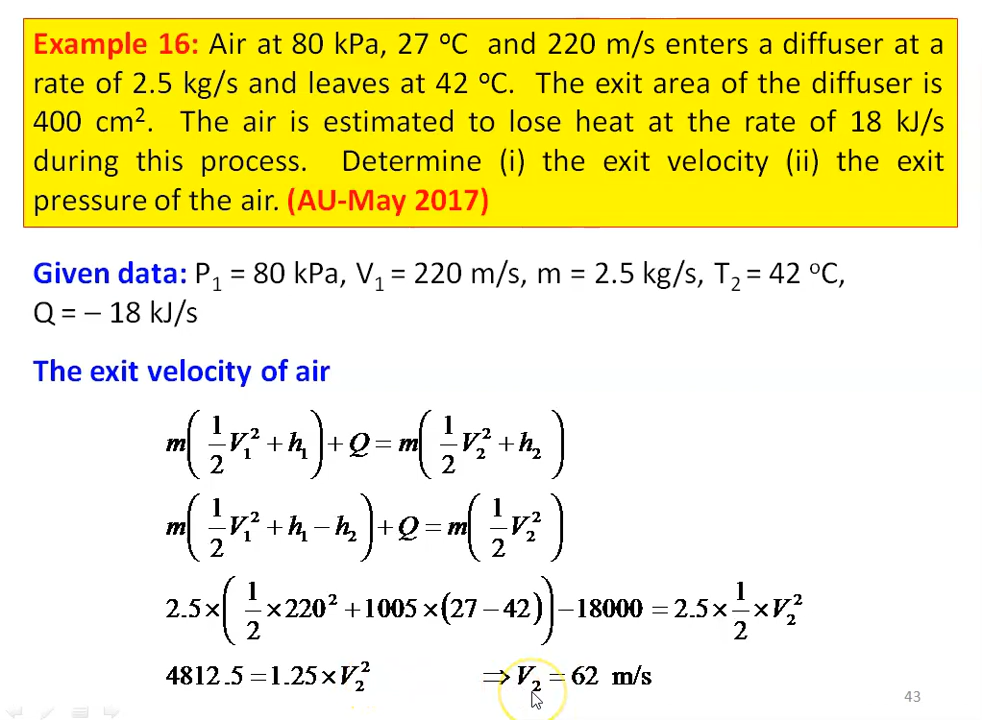 Example 16: Air at 80 kPa, 27 ºC and 220 m/s enters a diffuser at a
rate of 2.5 kg/s and leaves at 42 ºC. The exit area of the diffuser is
400 cm². The air is estimated to lose heat at the rate of 18 kJ/s
during this process. Determine (i) the exit velocity (ii) the exit
pressure of the air. (AU-May 2017)
Given data: P₁ = 80 kPa, V₁ = 220 m/s, m = 2.5 kg/s, T₂ = 42 ºC,
Q = – 18 kJ/s
The exit velocity of air
m(1/2 V₁² + h₁) + Q = m(1/2 V₂² + h₂)
m(1/2 V₁² + h₁ − h₂) + Q = m(1/2 V₂²)
2.5×(1/2 ×220² +1005×(27−42))−18000 = 2.5×1/2×V₂²
4812.5 =1.25×V₂² ⇒ V₂ = 62 m/s
43